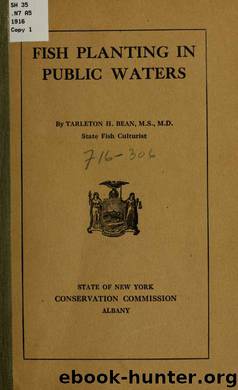 SH 35
.N7 A5
1916
Copy 1
FISH PLANTING IN
PUBLIC WATERS
By TARLETON H. BEAN, M.S., M.D.
State Fish Culturist
716-306
STATE OF NEW YORK
CONSERVATION COMMISSION
ALBANY
ebook-hunter.org